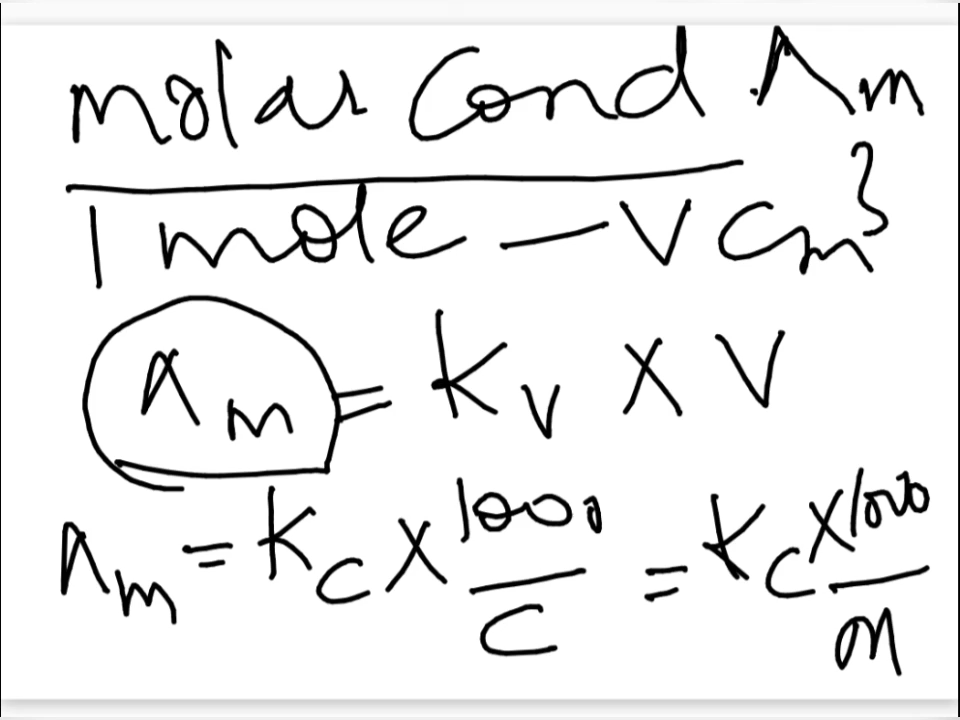 molar Cond Λm
1 mole — V cm³
Λm = Kv × V
Λm = Kc × 1000/C = Kc × 1000/m